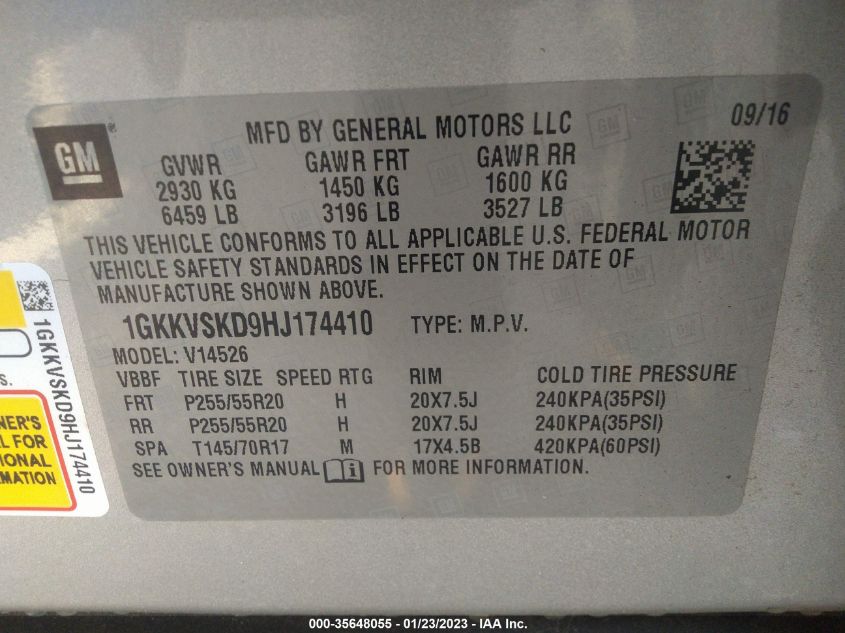 GM
®
MFD BY GENERAL MOTORS LLC
09/16
GVWR GAWR FRT GAWR RR
2930 KG 1450 KG 1600 KG
6459 LB 3196 LB 3527 LB
THIS VEHICLE CONFORMS TO ALL APPLICABLE U.S. FEDERAL MOTOR
VEHICLE SAFETY STANDARDS IN EFFECT ON THE DATE OF
MANUFACTURE SHOWN ABOVE.
1GKKVSKD9HJ174410 TYPE: M.P.V.
MODEL: V14526
VBBF TIRE SIZE SPEED RTG RIM COLD TIRE PRESSURE
FRT P255/55R20 H 20X7.5J 240KPA(35PSI)
RR P255/55R20 H 20X7.5J 240KPA(35PSI)
SPA T145/70R17 M 17X4.5B 420KPA(60PSI)
SEE OWNER'S MANUAL i FOR MORE INFORMATION.
1GKKVSKD9HJ174410
S.
NER'S
L FOR
IONAL
MATION
000-35648055 — 01/23/2023 — © IAA Inc.